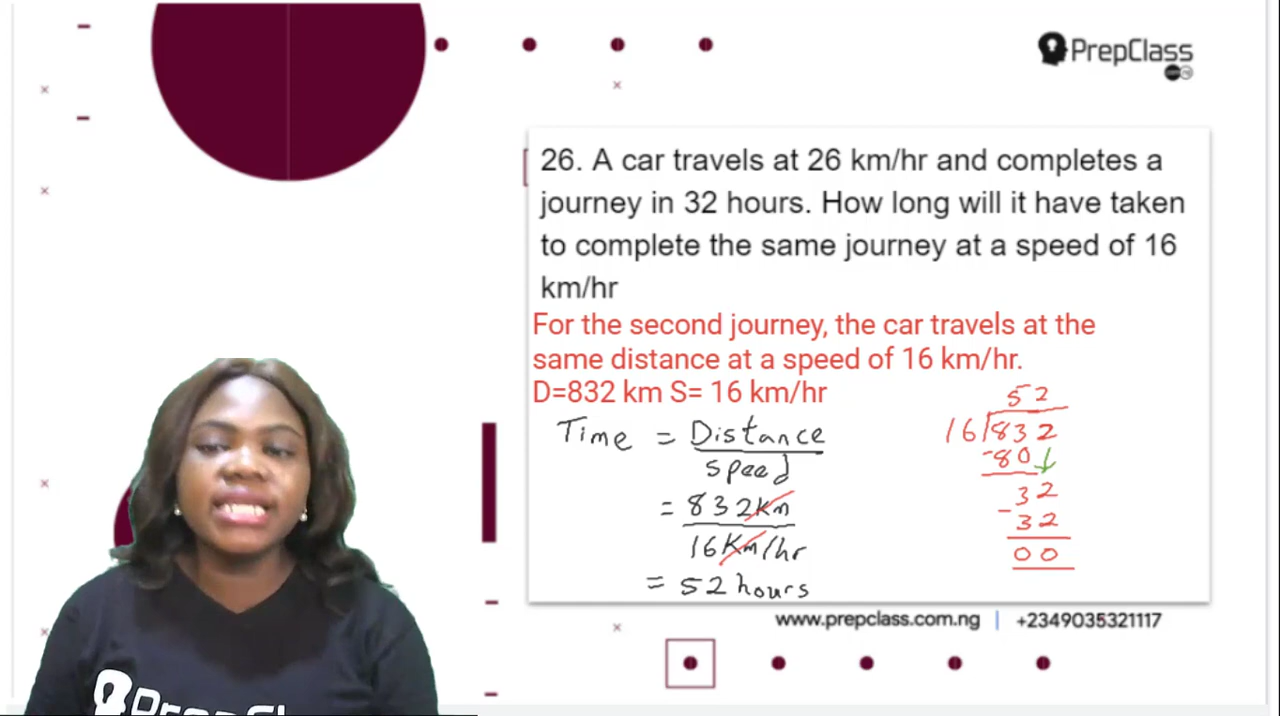 PrepClass
26. A car travels at 26 km/hr and completes a
journey in 32 hours. How long will it have taken
to complete the same journey at a speed of 16
km/hr
For the second journey, the car travels at the
same distance at a speed of 16 km/hr.
D=832 km S= 16 km/hr
Time = Distance
speed
= 832km
16Km/hr
= 52 hours
52
16 832
-80
32
-32
00
www.prepclass.com.ng | +2349035321117